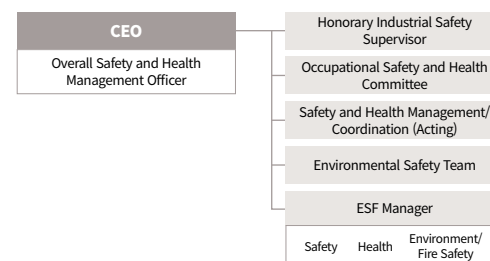 CEO
Overall Safety and Health
Management Officer
Honorary Industrial Safety
Supervisor
Occupational Safety and Health
Committee
Safety and Health Management/
Coordination (Acting)
Environmental Safety Team
ESF Manager
Safety
Health
Environment/
Fire Safety